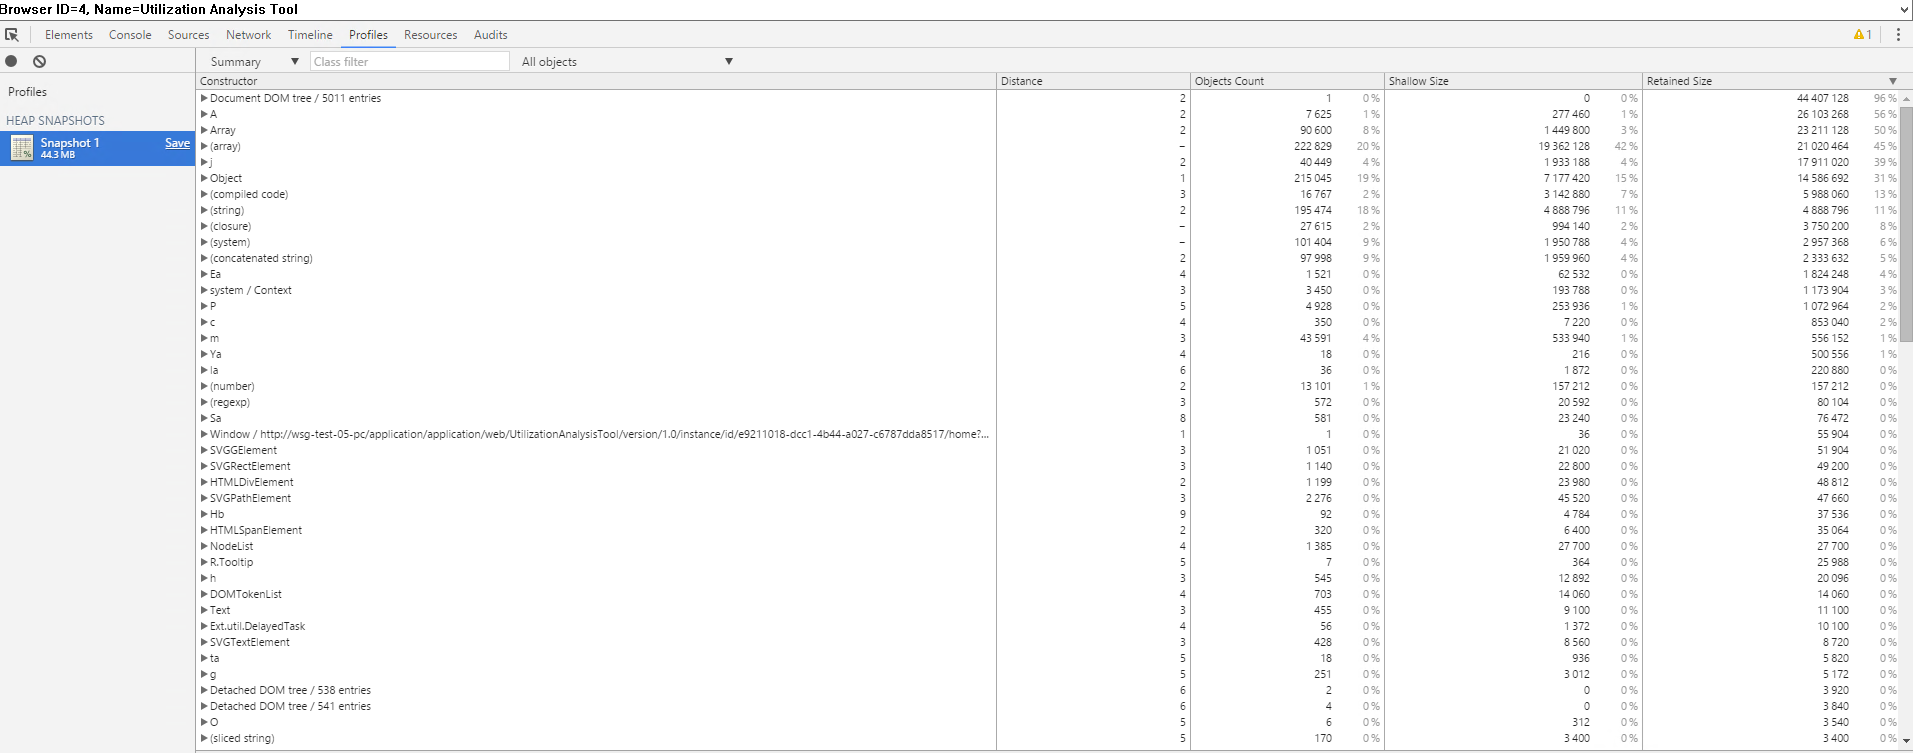 Browser ID=4, Name=Utilization Analysis Tool
Elements Console Sources Network Timeline Profiles Resources Audits 1
Summary Class filter All objects
Profiles
HEAP SNAPSHOTS
Snapshot 1 Save
44.3 MB
Constructor Distance Objects Count Shallow Size Retained Size
Document DOM tree / 5011 entries 2 1 0% 0 0% 44 407 128 96%
A 2 7 625 1% 277 460 1% 26 103 268 56%
Array 2 90 600 8% 1 449 800 3% 23 211 128 50%
(array) – 222 829 20% 19 362 128 42% 21 020 464 45%
j 2 40 449 4% 1 933 188 4% 17 911 020 39%
Object 1 215 045 19% 7 177 420 15% 14 586 692 31%
(compiled code) 3 16 767 2% 3 142 880 7% 5 988 060 13%
(string) 2 195 474 18% 4 888 796 11% 4 888 796 11%
(closure) – 27 615 2% 994 140 2% 3 750 200 8%
(system) – 101 404 9% 1 950 788 4% 2 957 368 6%
(concatenated string) 2 97 998 9% 1 959 960 4% 2 333 632 5%
Ea 4 1 521 0% 62 532 0% 1 824 248 4%
system / Context 3 3 450 0% 193 788 0% 1 173 904 3%
P 5 4 928 0% 253 936 1% 1 072 964 2%
c 4 350 0% 7 220 0% 853 040 2%
m 3 43 591 4% 533 940 1% 556 152 1%
Ya 4 18 0% 216 0% 500 556 1%
Ia 6 36 0% 1 872 0% 220 880 0%
(number) 2 13 101 1% 157 212 0% 157 212 0%
(regexp) 3 572 0% 20 592 0% 80 104 0%
Sa 8 581 0% 23 240 0% 76 472 0%
Window / http://wsg-test-05-pc/application/application/web/UtilizationAnalysisTool/version/1.0/instance/id/e9211018-dcc1-4b44-a027-c6787dda8517/home?... 1 1 0% 36 0% 55 904 0%
SVGGElement 3 1 051 0% 21 020 0% 51 904 0%
SVGRectElement 3 1 140 0% 22 800 0% 49 200 0%
HTMLDivElement 2 1 199 0% 23 980 0% 48 812 0%
SVGPathElement 3 2 276 0% 45 520 0% 47 660 0%
Hb 9 92 0% 4 784 0% 37 536 0%
HTMLSpanElement 2 320 0% 6 400 0% 35 064 0%
NodeList 4 1 385 0% 27 700 0% 27 700 0%
R.Tooltip 5 7 0% 364 0% 25 988 0%
h 3 545 0% 12 892 0% 20 096 0%
DOMTokenList 4 703 0% 14 060 0% 14 060 0%
Text 3 455 0% 9 100 0% 11 100 0%
Ext.util.DelayedTask 4 56 0% 1 372 0% 10 100 0%
SVGTextElement 3 428 0% 8 560 0% 8 720 0%
ta 5 18 0% 936 0% 5 820 0%
g 5 251 0% 3 012 0% 5 172 0%
Detached DOM tree / 538 entries 6 2 0% 0 0% 3 920 0%
Detached DOM tree / 541 entries 6 4 0% 0 0% 3 840 0%
O 5 6 0% 312 0% 3 540 0%
(sliced string) 5 170 0% 3 400 0% 3 400 0%